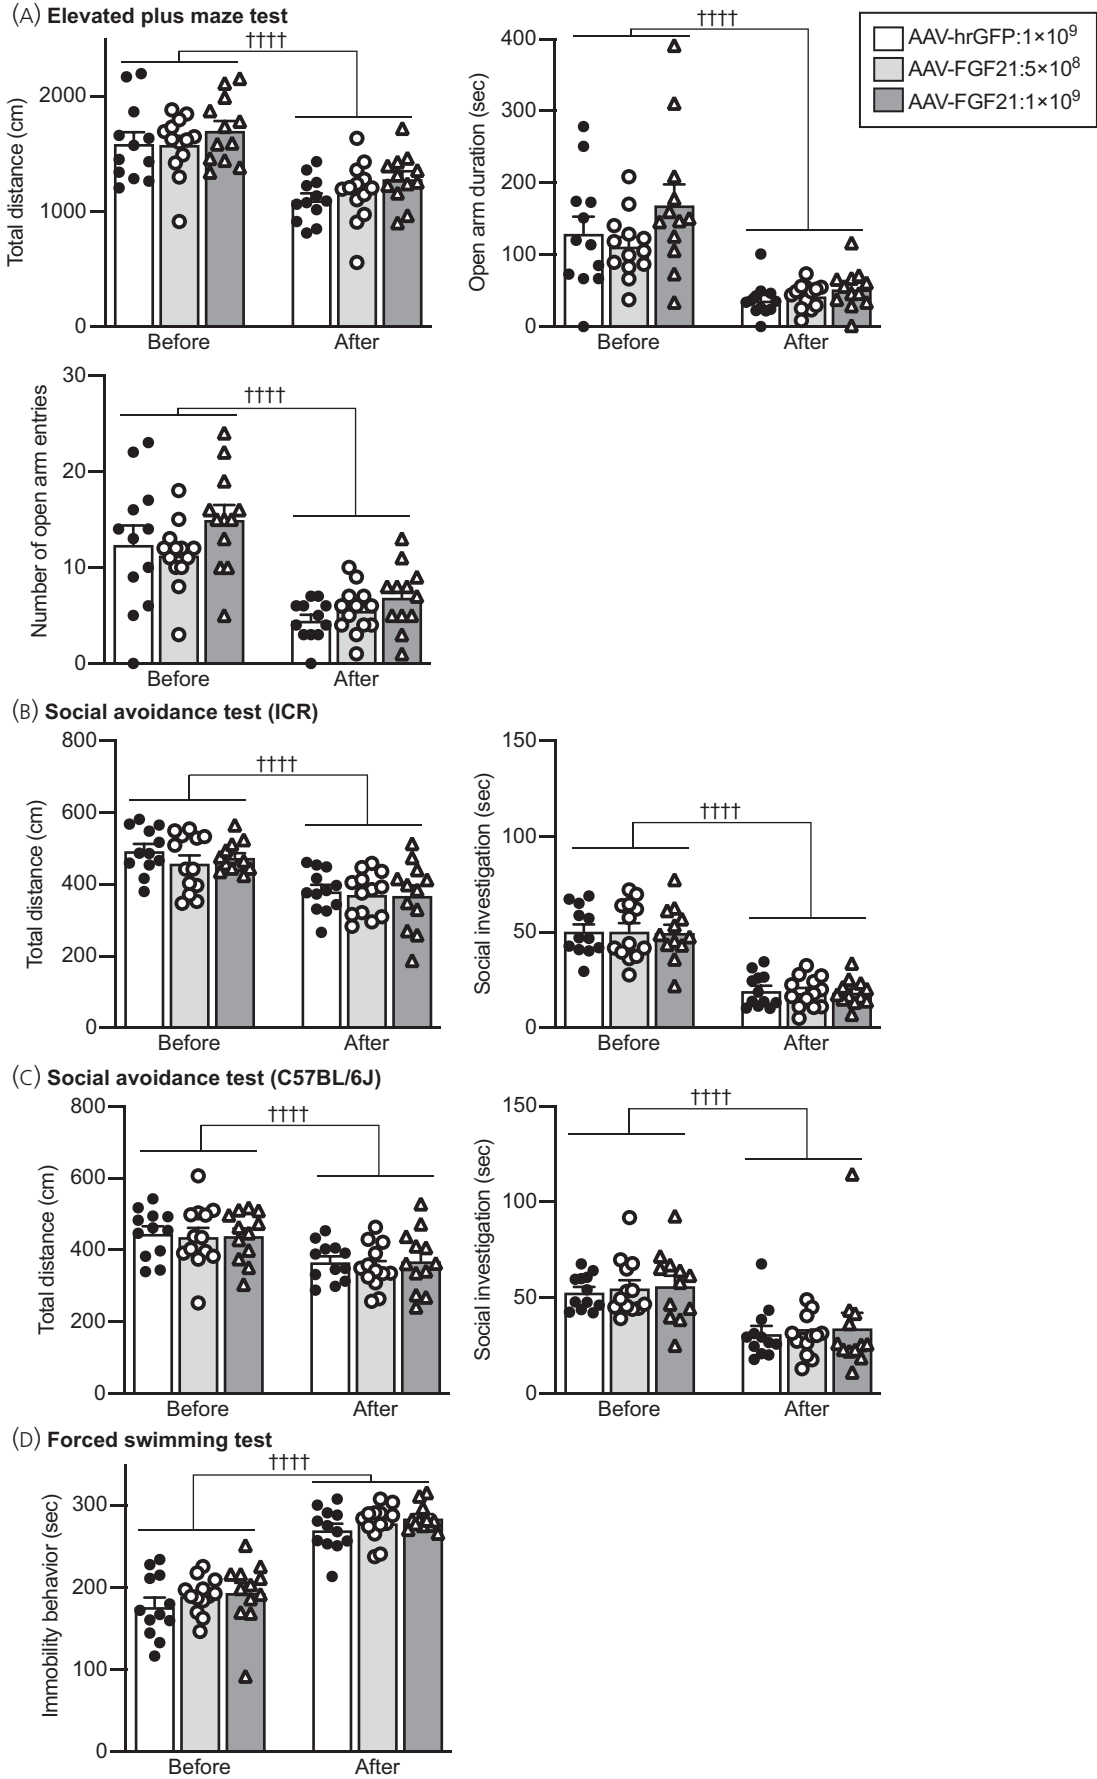 (A) Elevated plus maze test
††††
Total distance (cm)
2000
1000
0
Before
After
††††
Open arm duration (sec)
400
300
200
100
0
Before
After
AAV-hrGFP:1×10⁹
AAV-FGF21:5×10⁸
AAV-FGF21:1×10⁹
††††
Number of open arm entries
30
20
10
0
Before
After
(B) Social avoidance test (ICR)
††††
Total distance (cm)
800
600
400
200
0
Before
After
††††
Social investigation (sec)
150
100
50
0
Before
After
(C) Social avoidance test (C57BL/6J)
††††
Total distance (cm)
800
600
400
200
0
Before
After
††††
Social investigation (sec)
150
100
50
0
Before
After
(D) Forced swimming test
††††
Immobility behavior (sec)
300
200
100
0
Before
After